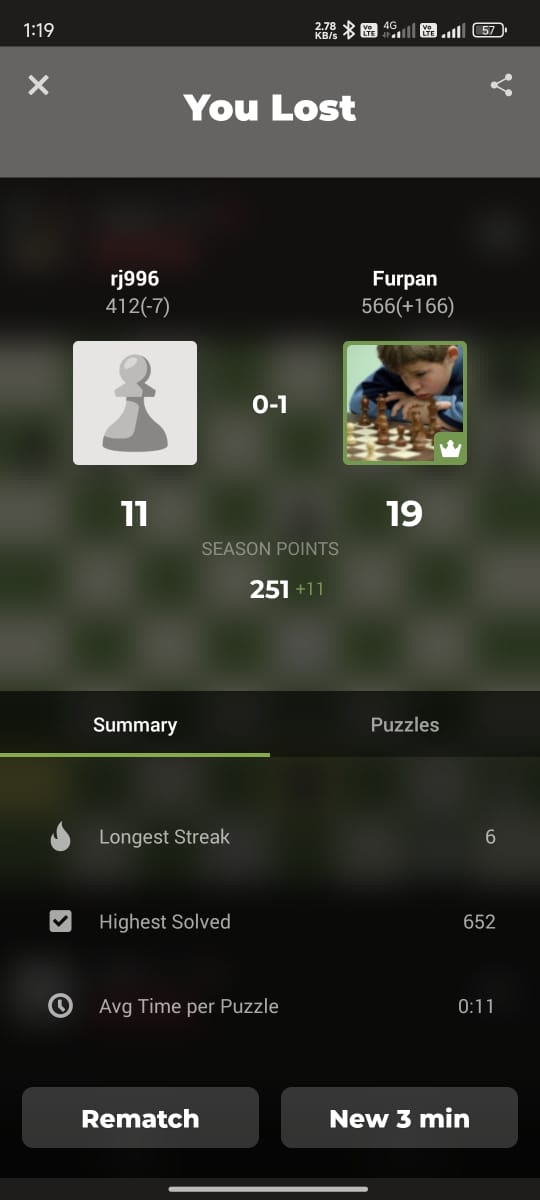 1:19
2.78
KB/s
Vo
LTE
4G
Vo
LTE
57
You Lost
rj996
Furpan
412(-7)
566(+166)
0-1
11
19
SEASON POINTS
251 +11
Summary
Puzzles
Longest Streak
6
Highest Solved
652
Avg Time per Puzzle
0:11
Rematch
New 3 min